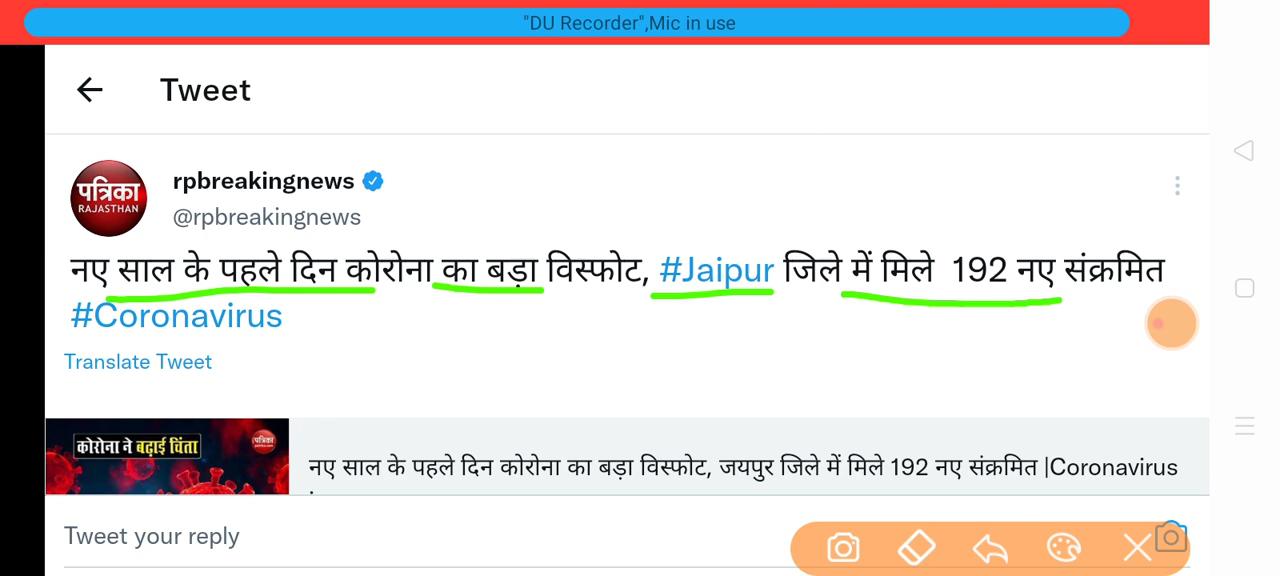 "DU Recorder",Mic in use
Tweet
पत्रिका
RAJASTHAN
rpbreakingnews
@rpbreakingnews
नए साल के पहले दिन कोरोना का बड़ा विस्फोट, #Jaipur जिले में मिले 192 नए संक्रमित
#Coronavirus
Translate Tweet
कोरोना ने बढ़ाई चिंता
पत्रिका
नए साल के पहले दिन कोरोना का बड़ा विस्फोट, जयपुर जिले में मिले 192 नए संक्रमित |Coronavirus
Tweet your reply